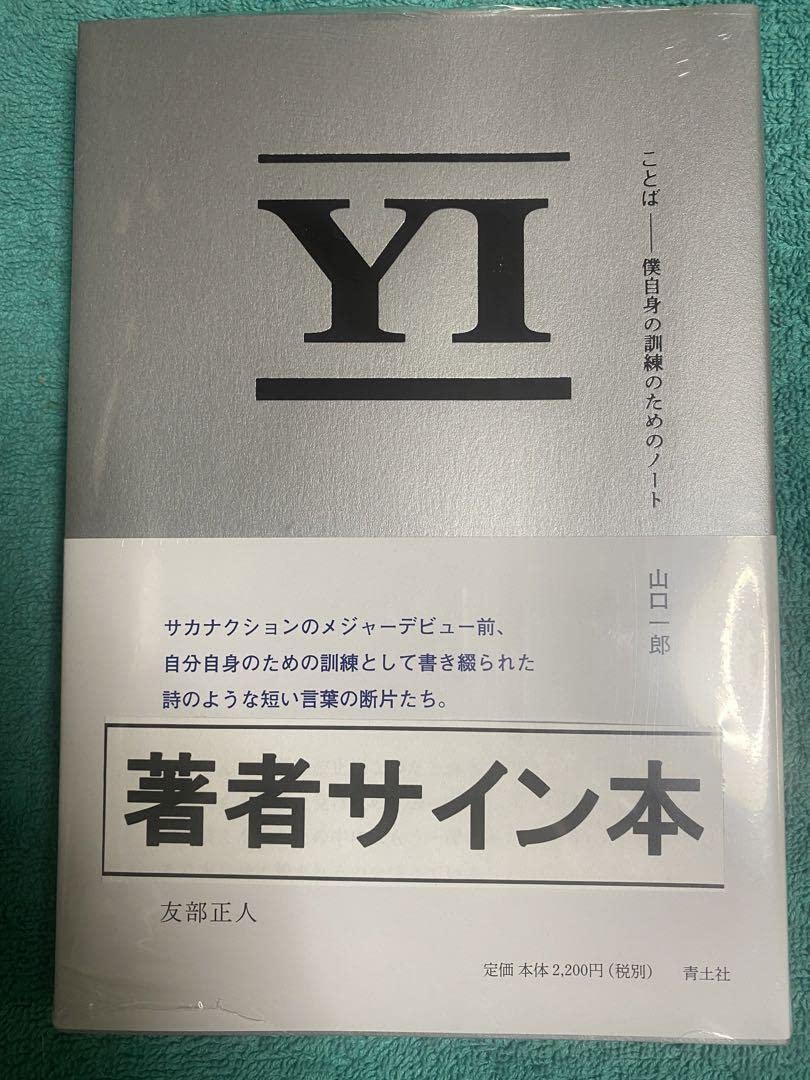 YI
ことば――僕自身の訓練のためのノート
山口一郎
サカナクションのメジャーデビュー前、
自分自身のための訓練として書き綴られた
詩のような短い言葉の断片たち。
著者サイン本
友部正人
定価 本体2,200円（税別） 青土社